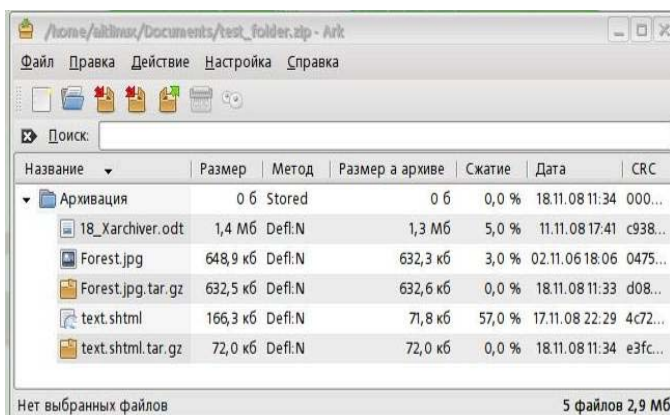 /home/altlinux/Documents/test_folder.zip - Ark
Файл Правка Действие Настройка Справка
Поиск:
Название Размер Метод Размер а архиве Сжатие Дата CRC
Архивация 0 б Stored 0 б 0,0 % 18.11.08 11:34 000...
18_Xarchiver.odt 1,4 Мб Defl:N 1,3 Мб 5,0 % 11.11.08 17:41 c938...
Forest.jpg 648,9 кб Defl:N 632,3 кб 3,0 % 02.11.06 18:06 0475...
Forest.jpg.tar.gz 632,5 кб Defl:N 632,6 кб 0,0 % 18.11.08 11:33 d08...
text.shtml 166,3 кб Defl:N 71,8 кб 57,0 % 17.11.08 22:29 4c72...
text.shtml.tar.gz 72,0 кб Defl:N 72,0 кб 0,0 % 18.11.08 11:34 e3fc...
Нет выбранных файлов 5 файлов 2,9 Мб